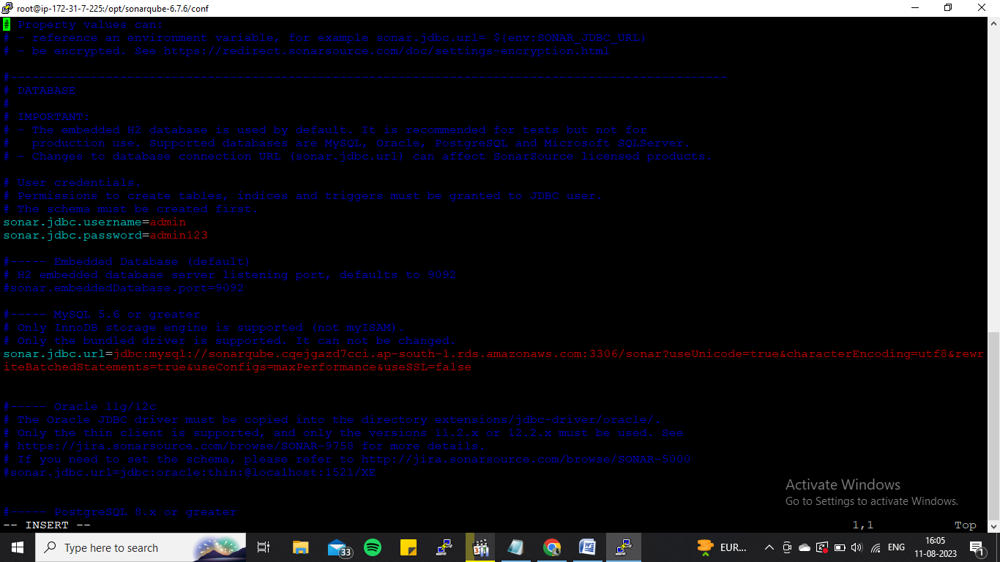 root@ip-172-31-7-225:/opt/sonarqube-6.7.6/conf
# Property values can:
# - reference an environment variable, for example sonar.jdbc.url= ${env:SONAR_JDBC_URL}
# - be encrypted. See https://redirect.sonarsource.com/doc/settings-encryption.html
#--------------------------------------------------------------------------------------------------
# DATABASE
#
# IMPORTANT:
# - The embedded H2 database is used by default. It is recommended for tests but not for
#   production use. Supported databases are MySQL, Oracle, PostgreSQL and Microsoft SQLServer.
# - Changes to database connection URL (sonar.jdbc.url) can affect SonarSource licensed products.
# User credentials.
# Permissions to create tables, indices and triggers must be granted to JDBC user.
# The schema must be created first.
sonar.jdbc.username=admin
sonar.jdbc.password=admin123
#----- Embedded Database (default)
# H2 embedded database server listening port, defaults to 9092
#sonar.embeddedDatabase.port=9092
#----- MySQL 5.6 or greater
# Only InnoDB storage engine is supported (not myISAM).
# Only the bundled driver is supported. It can not be changed.
sonar.jdbc.url=jdbc:mysql://sonarqube.cqejgazd7cci.ap-south-1.rds.amazonaws.com:3306/sonar?useUnicode=true&characterEncoding=utf8&rewr
iteBatchedStatements=true&useConfigs=maxPerformance&useSSL=false
#----- Oracle 11g/12c
# The Oracle JDBC driver must be copied into the directory extensions/jdbc-driver/oracle/.
# Only the thin client is supported, and only the versions 11.2.x or 12.2.x must be used. See
# https://jira.sonarsource.com/browse/SONAR-9758 for more details.
# If you need to set the schema, please refer to http://jira.sonarsource.com/browse/SONAR-5000
#sonar.jdbc.url=jdbc:oracle:thin:@localhost:1521/XE
Activate Windows
Go to Settings to activate Windows.
#----- PostgreSQL 8.x or greater
-- INSERT -- 1,1 Top
Type here to search 33 EUR... ENG 16:05
11-08-2023 1